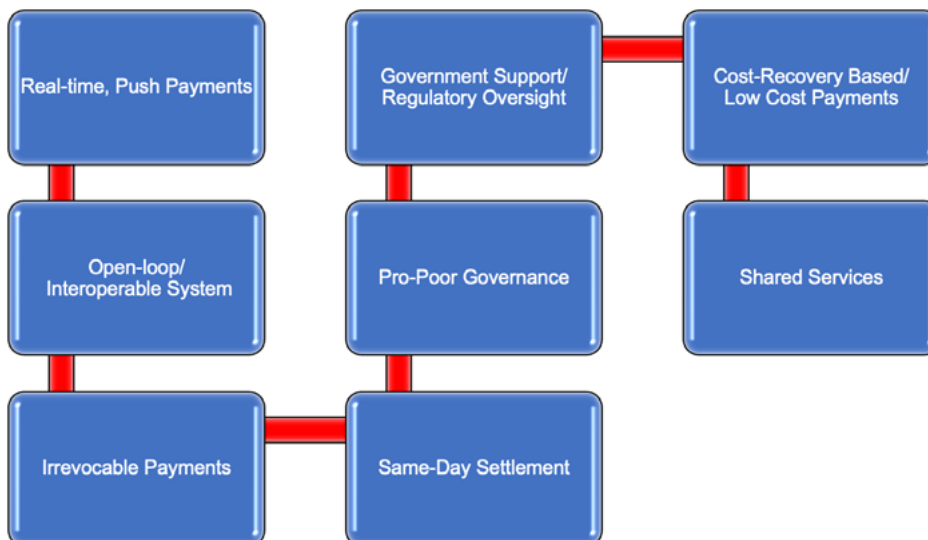 Real-time, Push Payments
Open-loop/
Interoperable System
Irrevocable Payments
Same-Day Settlement
Pro-Poor Governance
Government Support/
Regulatory Oversight
Cost-Recovery Based/
Low Cost Payments
Shared Services